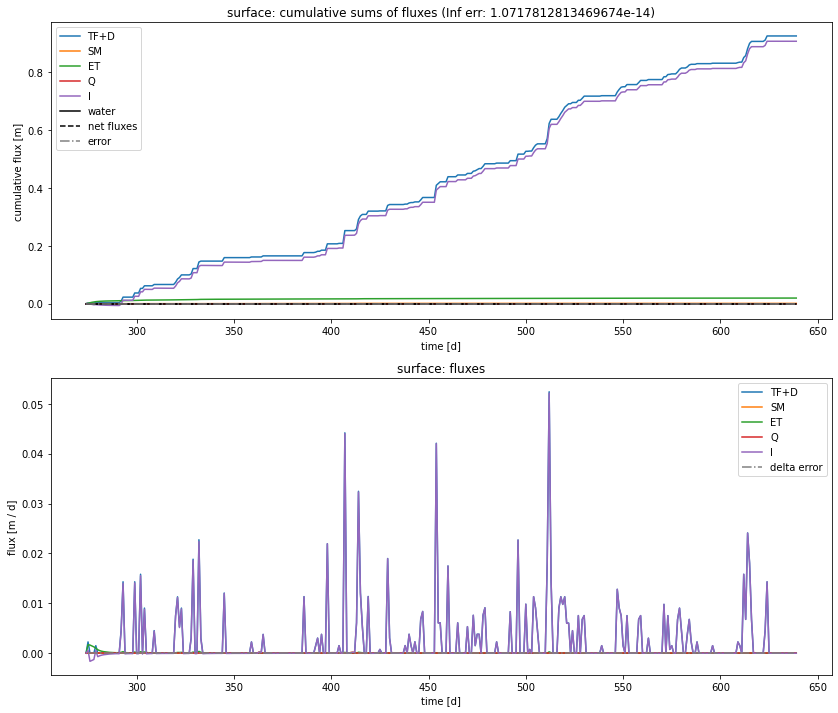 surface: cumulative sums of fluxes (Inf err: 1.0717812813469674e-14)
TF+D
SM
ET
Q
I
water
net fluxes
error
cumulative flux [m]
0.8
0.6
0.4
0.2
0.0
300 350 400 450 500 550 600 650
time [d]
surface: fluxes
TF+D
SM
ET
Q
I
delta error
flux [m / d]
0.05
0.04
0.03
0.02
0.01
0.00
300 350 400 450 500 550 600 650
time [d]